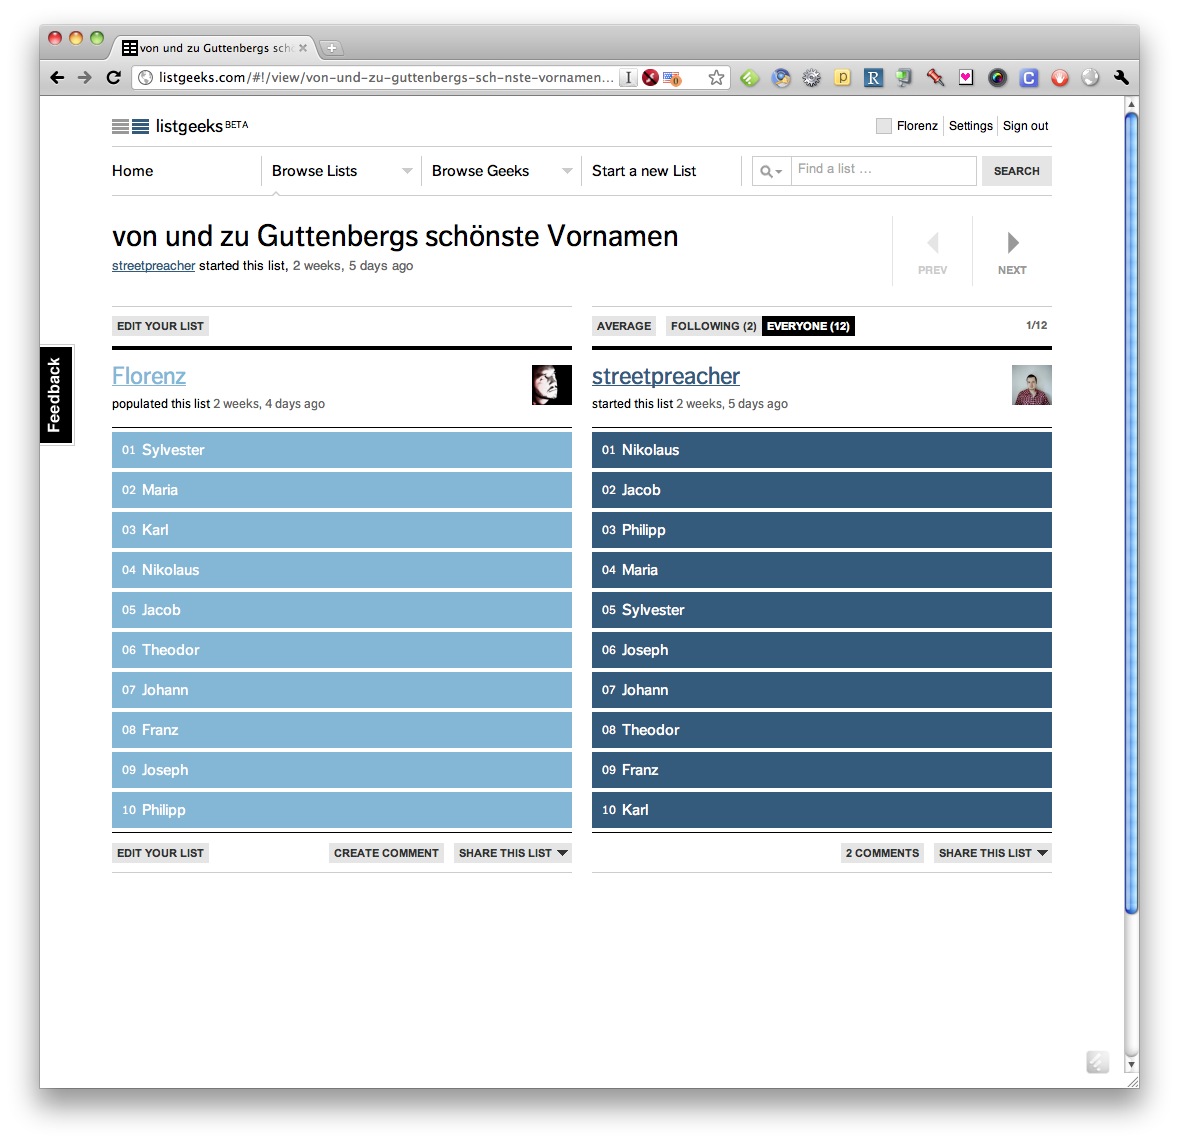 von und zu Guttenbergs sch
listgeeks.com/#!/view/von-und-zu-guttenbergs-sch-nste-vornamen...
listgeeks BETA
Florenz Settings Sign out
Home Browse Lists Browse Geeks Start a new List Find a list ... SEARCH
von und zu Guttenbergs schönste Vornamen
streetpreacher started this list, 2 weeks, 5 days ago
PREV NEXT
EDIT YOUR LIST
AVERAGE FOLLOWING (2) EVERYONE (12) 1/12
Feedback
Florenz
populated this list 2 weeks, 4 days ago
01 Sylvester
02 Maria
03 Karl
04 Nikolaus
05 Jacob
06 Theodor
07 Johann
08 Franz
09 Joseph
10 Philipp
EDIT YOUR LIST CREATE COMMENT SHARE THIS LIST
streetpreacher
started this list 2 weeks, 5 days ago
01 Nikolaus
02 Jacob
03 Philipp
04 Maria
05 Sylvester
06 Joseph
07 Johann
08 Theodor
09 Franz
10 Karl
2 COMMENTS SHARE THIS LIST